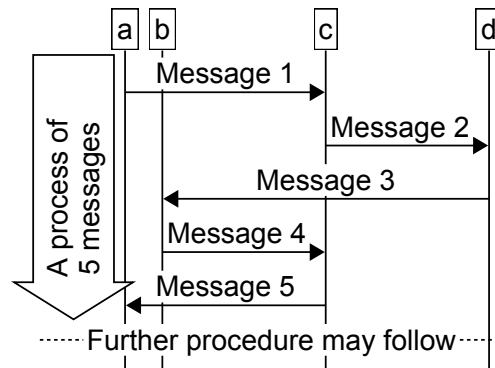 a
b
c
d
Message 1
Message 2
Message 3
Message 4
Message 5
A process of
5 messages
Further procedure may follow